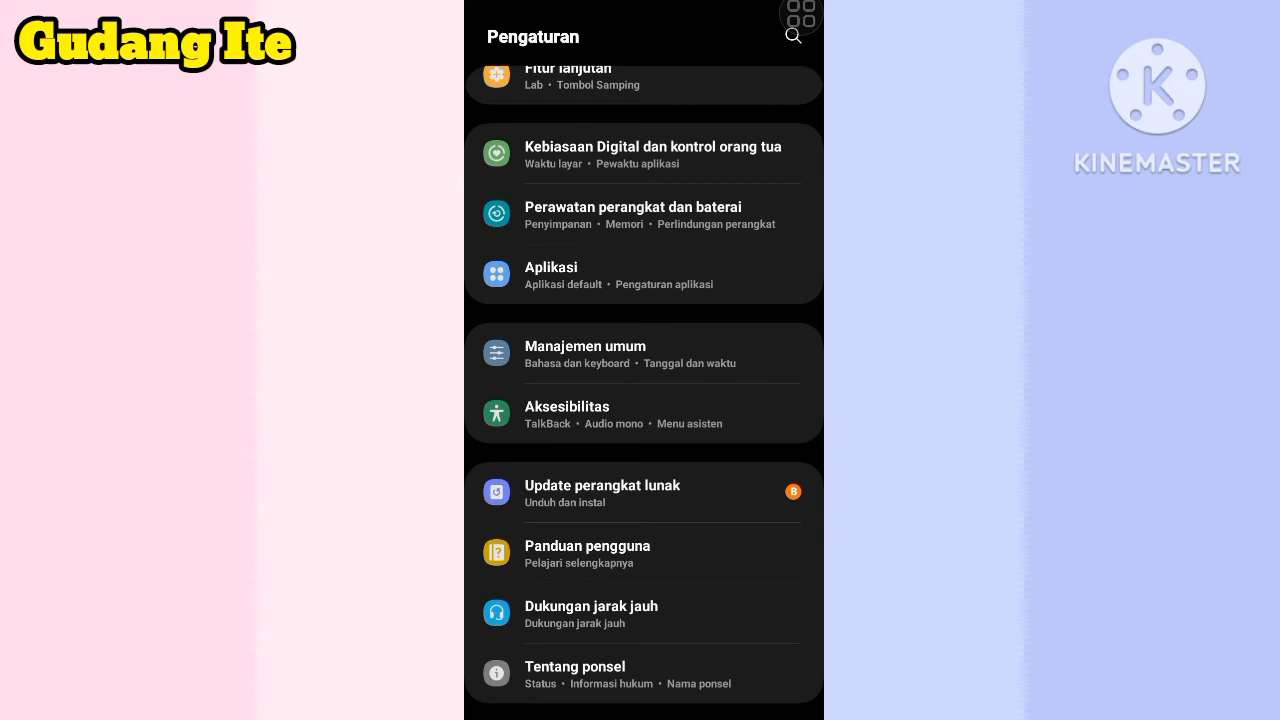 Gudang Ite
Pengaturan
Fitur lanjutan
Lab • Tombol Samping
Kebiasaan Digital dan kontrol orang tua
Waktu layar • Pewaktu aplikasi
Perawatan perangkat dan baterai
Penyimpanan • Memori • Perlindungan perangkat
Aplikasi
Aplikasi default • Pengaturan aplikasi
Manajemen umum
Bahasa dan keyboard • Tanggal dan waktu
Aksesibilitas
TalkBack • Audio mono • Menu asisten
Update perangkat lunak
B
Unduh dan instal
Panduan pengguna
Pelajari selengkapnya
Dukungan jarak jauh
Dukungan jarak jauh
Tentang ponsel
Status • Informasi hukum • Nama ponsel
K
KINEMASTER